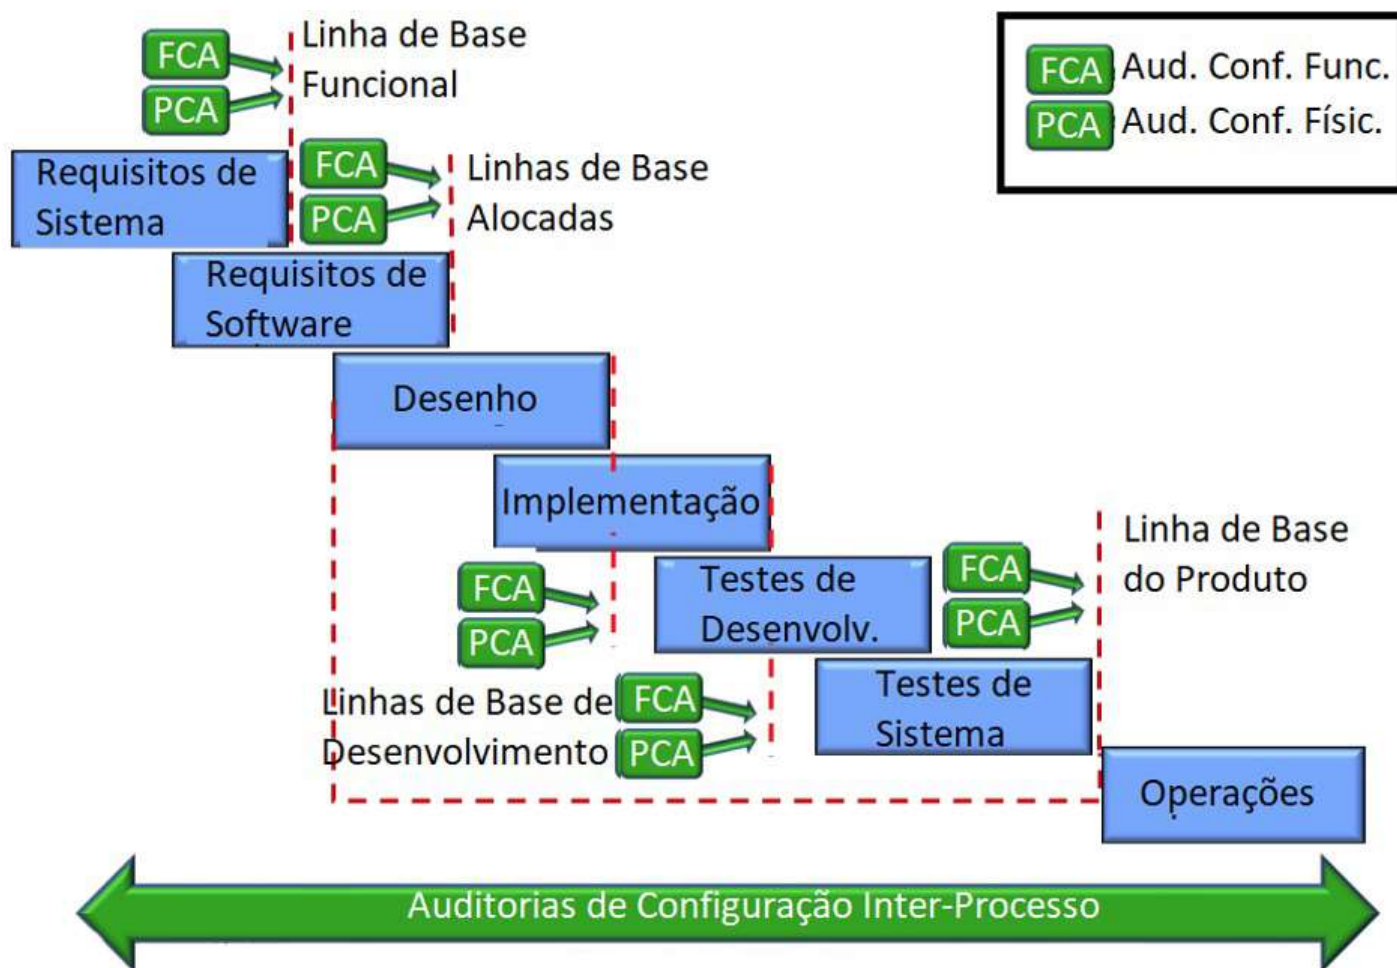 FCA
PCA
Linha de Base
Funcional
FCA Aud. Conf. Func.
PCA Aud. Conf. Físic.
Requisitos de
Sistema
FCA
PCA
Linhas de Base
Alocadas
Requisitos de
Software
Desenho
Implementação
FCA
PCA
Testes de
Desenvolv.
FCA
PCA
Linha de Base
do Produto
Linhas de Base de
Desenvolvimento
FCA
PCA
Testes de
Sistema
Operações
Auditorias de Configuração Inter-Processo